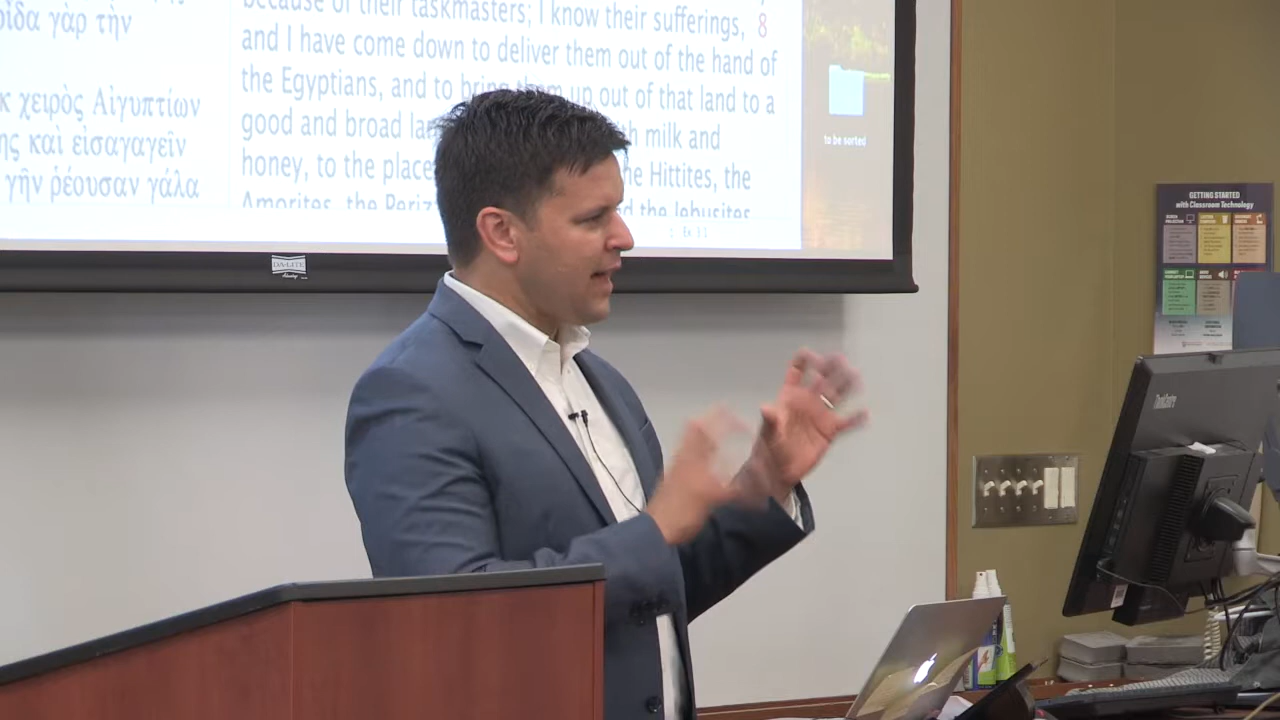 οἶδα γὰρ τὴν
κ χειρὸς Αἰγυπτίων
ης καὶ εἰσαγαγεῖν
γῆν ῥέουσαν γάλα
because of their taskmasters; I know their sufferings, 8
and I have come down to deliver them out of the hand of
the Egyptians, and to bring them up out of that land to a
good and broad lan h milk and
honey, to the place he Hittites, the
Amorites, the Periz d the Jebusites
to be sorted
DA-LITE
GETTING STARTED
with Classroom Technology
ThinkCentre